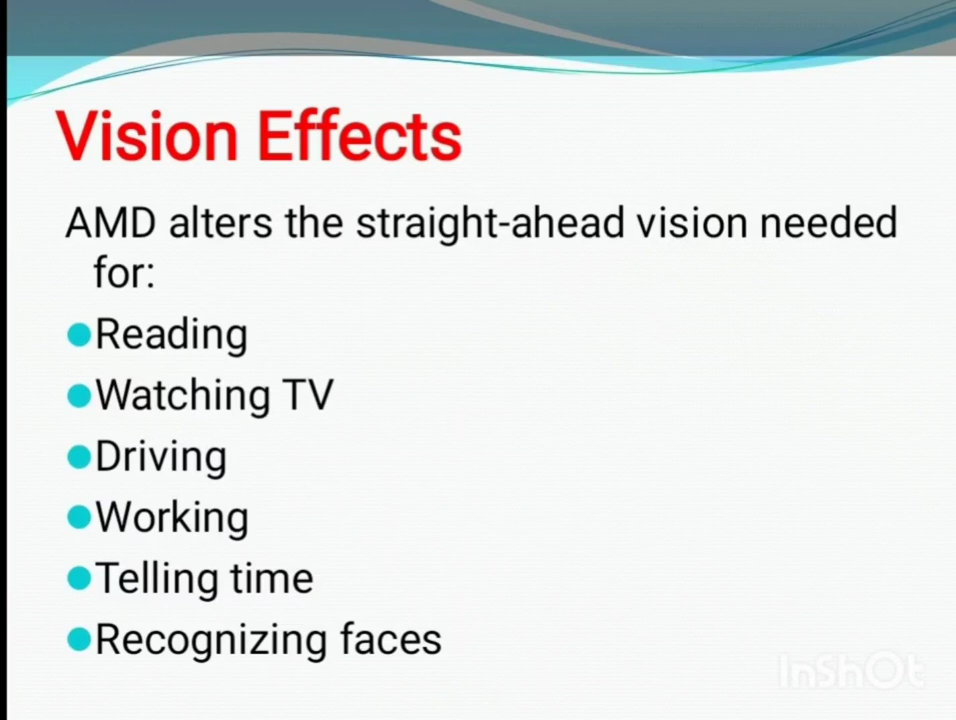 Vision Effects
AMD alters the straight-ahead vision needed
for:
Reading
Watching TV
Driving
Working
Telling time
Recognizing faces
InShOt